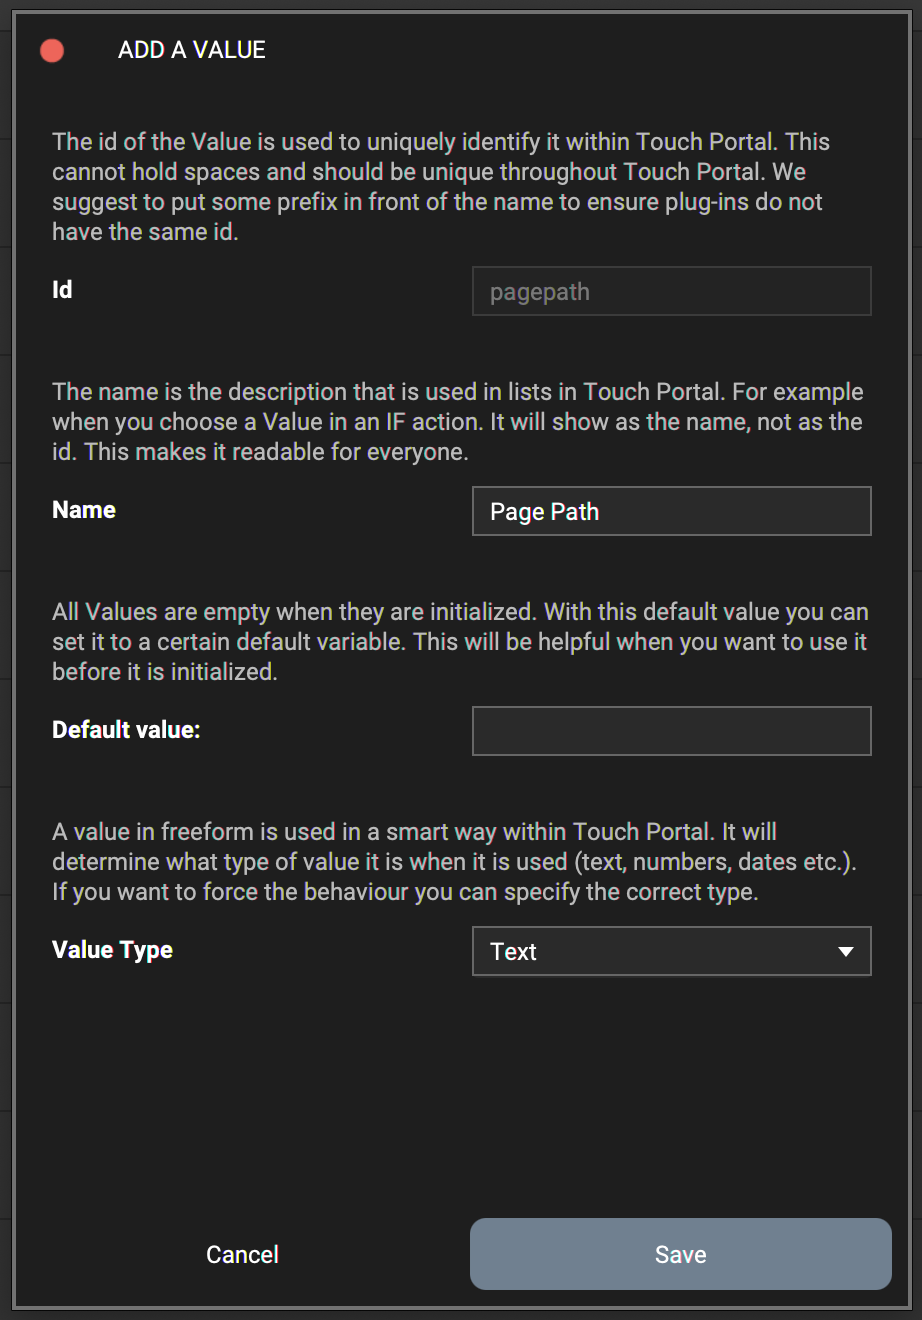 ADD A VALUE
The id of the Value is used to uniquely identify it within Touch Portal. This
cannot hold spaces and should be unique throughout Touch Portal. We
suggest to put some prefix in front of the name to ensure plug-ins do not
have the same id.
Id
pagepath
The name is the description that is used in lists in Touch Portal. For example
when you choose a Value in an IF action. It will show as the name, not as the
id. This makes it readable for everyone.
Name
Page Path
All Values are empty when they are initialized. With this default value you can
set it to a certain default variable. This will be helpful when you want to use it
before it is initialized.
Default value:
A value in freeform is used in a smart way within Touch Portal. It will
determine what type of value it is when it is used (text, numbers, dates etc.).
If you want to force the behaviour you can specify the correct type.
Value Type
Text
Cancel
Save